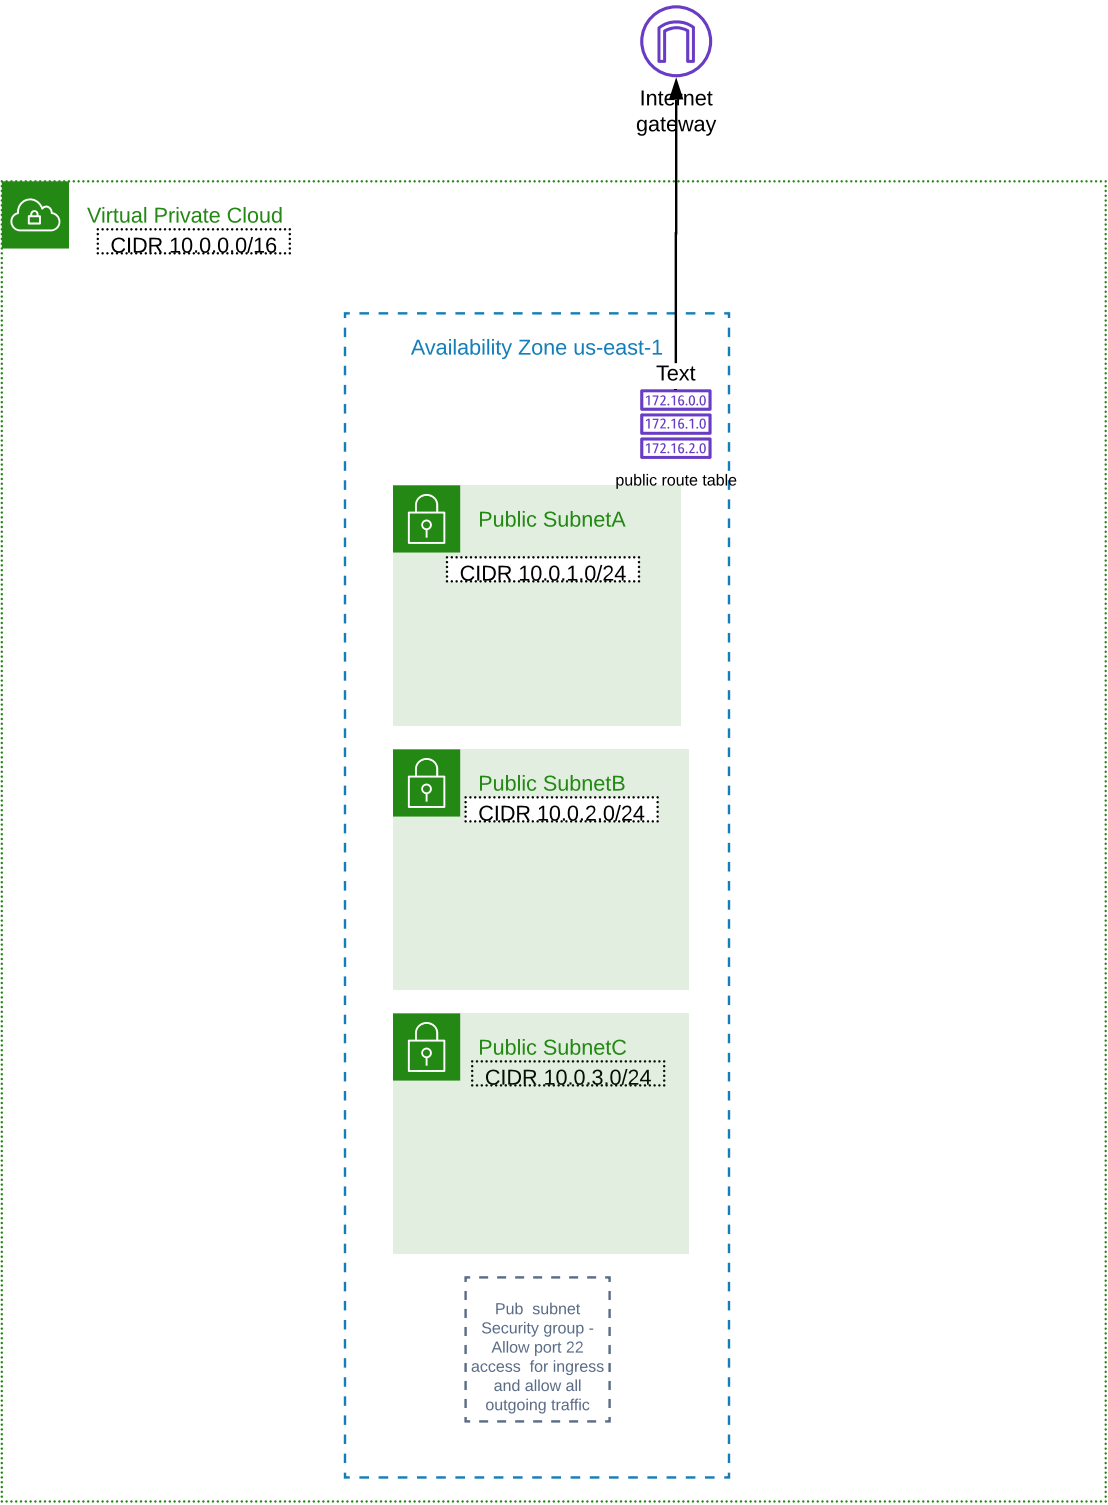 Internet
gateway
Virtual Private Cloud
CIDR 10.0.0.0/16
Availability Zone us-east-1
Text
172.16.0.0
172.16.1.0
172.16.2.0
public route table
Public SubnetA
CIDR 10.0.1.0/24
Public SubnetB
CIDR 10.0.2.0/24
Public SubnetC
CIDR 10.0.3.0/24
Pub subnet
Security group -
Allow port 22
access for ingress
and allow all
outgoing traffic